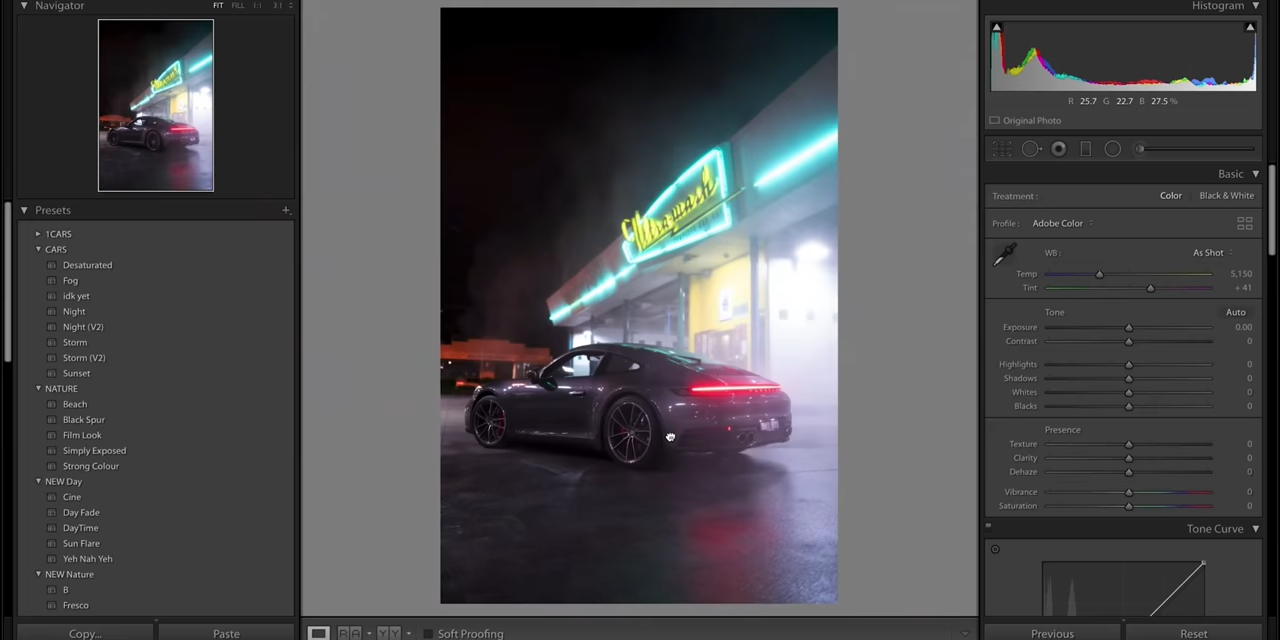 Navigator
FIT FILL 1:1 3:1
Presets
1CARS
CARS
Desaturated
Fog
idk yet
Night
Night (V2)
Storm
Storm (V2)
Sunset
NATURE
Beach
Black Spur
Film Look
Simply Exposed
Strong Colour
NEW Day
Cine
Day Fade
DayTime
Sun Flare
Yeh Nah Yeh
NEW Nature
B
Fresco
Copy...
Paste
Soft Proofing
Histogram
R 25.7 G 22.7 B 27.5 %
Original Photo
Basic
Treatment : Color Black & White
Profile : Adobe Color
WB : As Shot
Temp 5,150
Tint + 41
Tone Auto
Exposure 0.00
Contrast 0
Highlights 0
Shadows 0
Whites 0
Blacks 0
Presence
Texture 0
Clarity 0
Dehaze 0
Vibrance 0
Saturation 0
Tone Curve
Previous
Reset